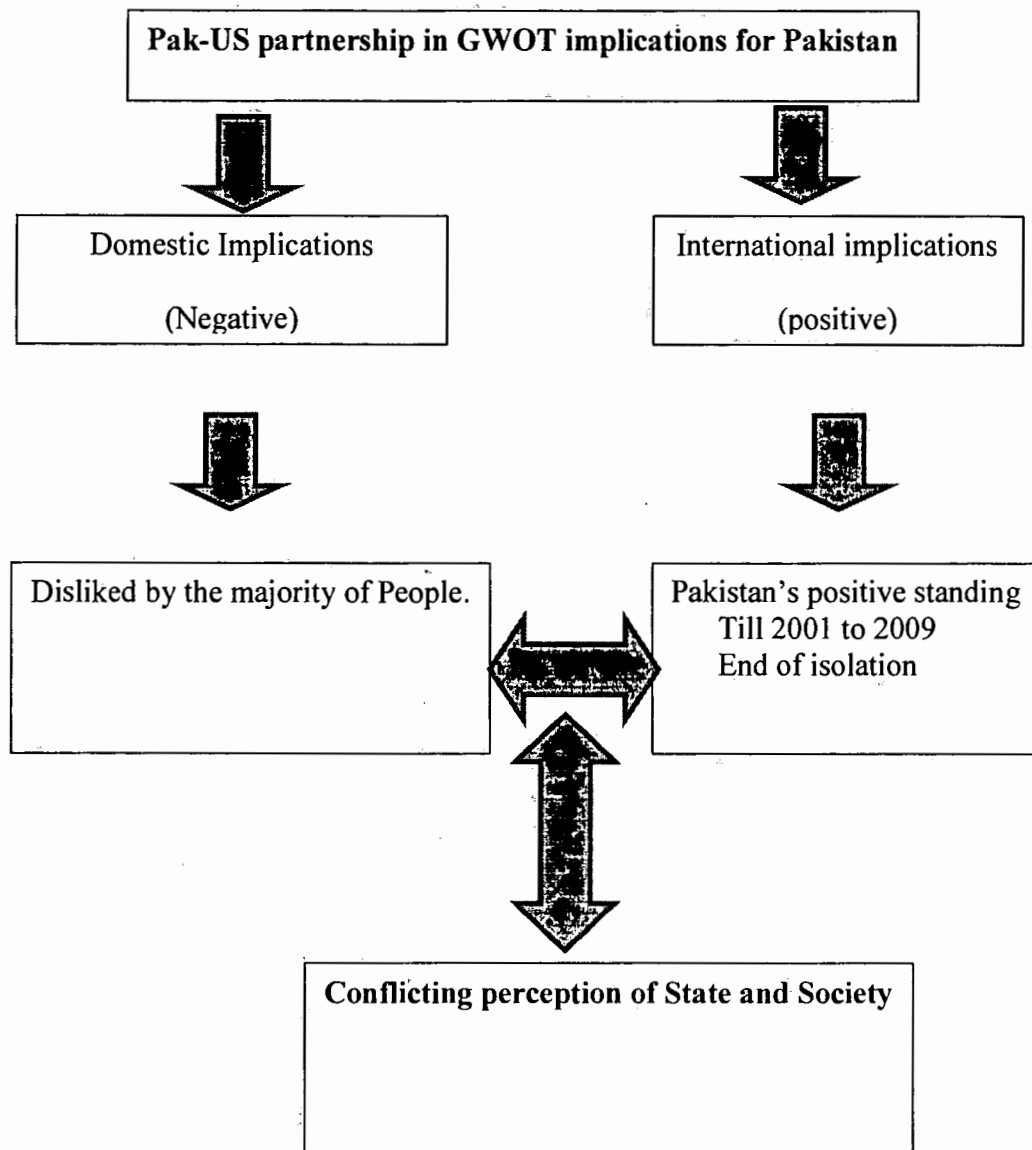 Pak-US partnership in GWOT implications for Pakistan
Domestic Implications
(Negative)
International implications
(positive)
Disliked by the majority of People.
Pakistan's positive standing
Till 2001 to 2009
End of isolation
Conflicting perception of State and Society